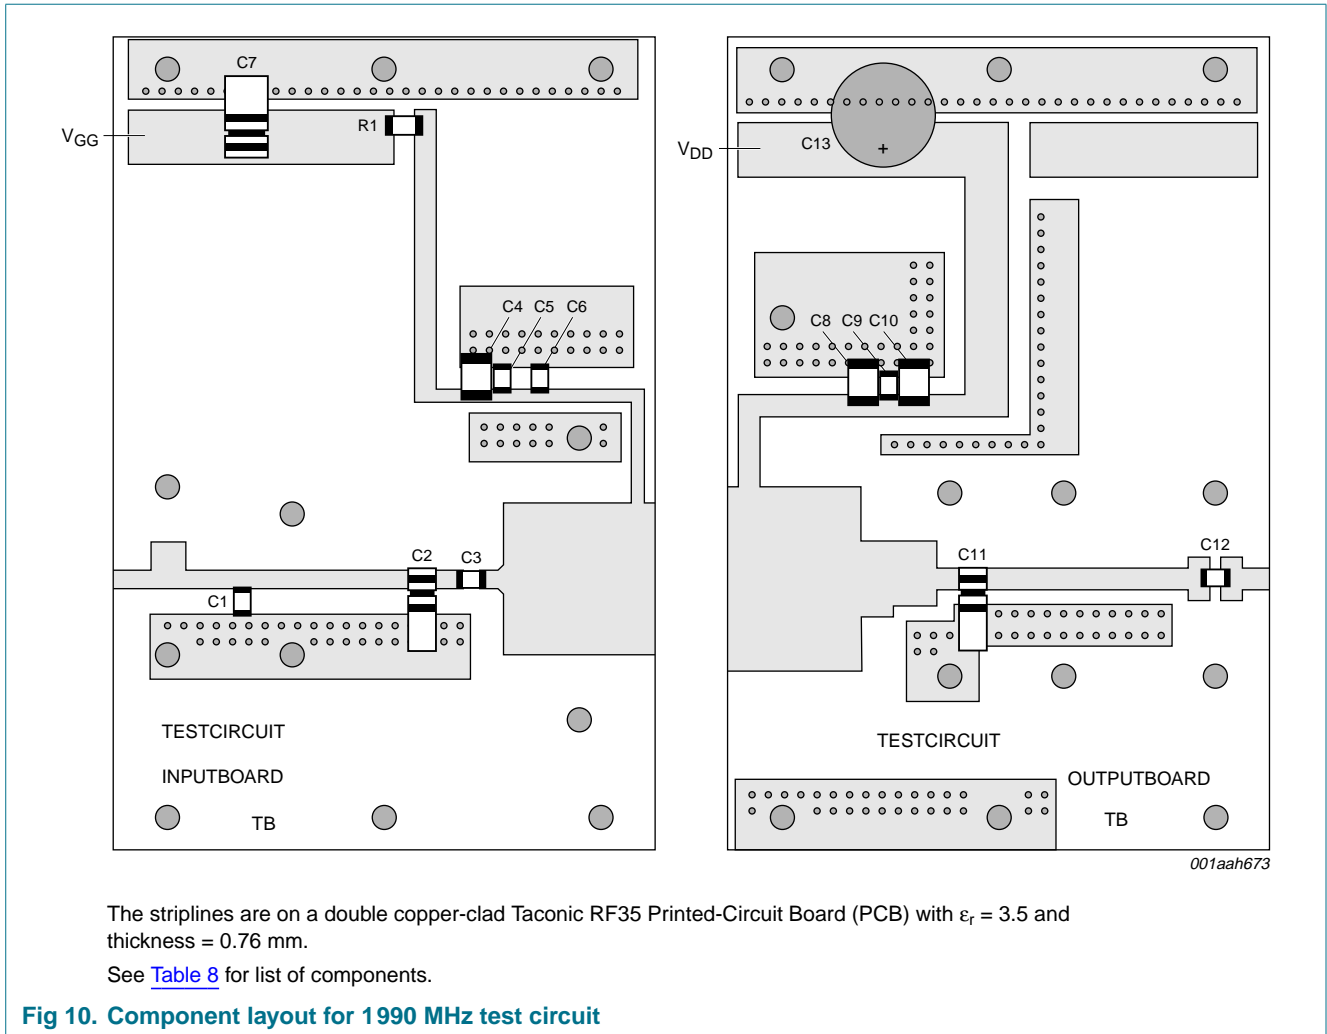 C7
R1
VGG
C4 C5 C6
C2
C3
C1
TESTCIRCUIT
INPUTBOARD
TB
VDD
C13
+
C8 C9 C10
C11
C12
TESTCIRCUIT
OUTPUTBOARD
TB
001aah673
The striplines are on a double copper-clad Taconic RF35 Printed-Circuit Board (PCB) with εr = 3.5 and
thickness = 0.76 mm.
See Table 8 for list of components.
Fig 10. Component layout for 1990 MHz test circuit